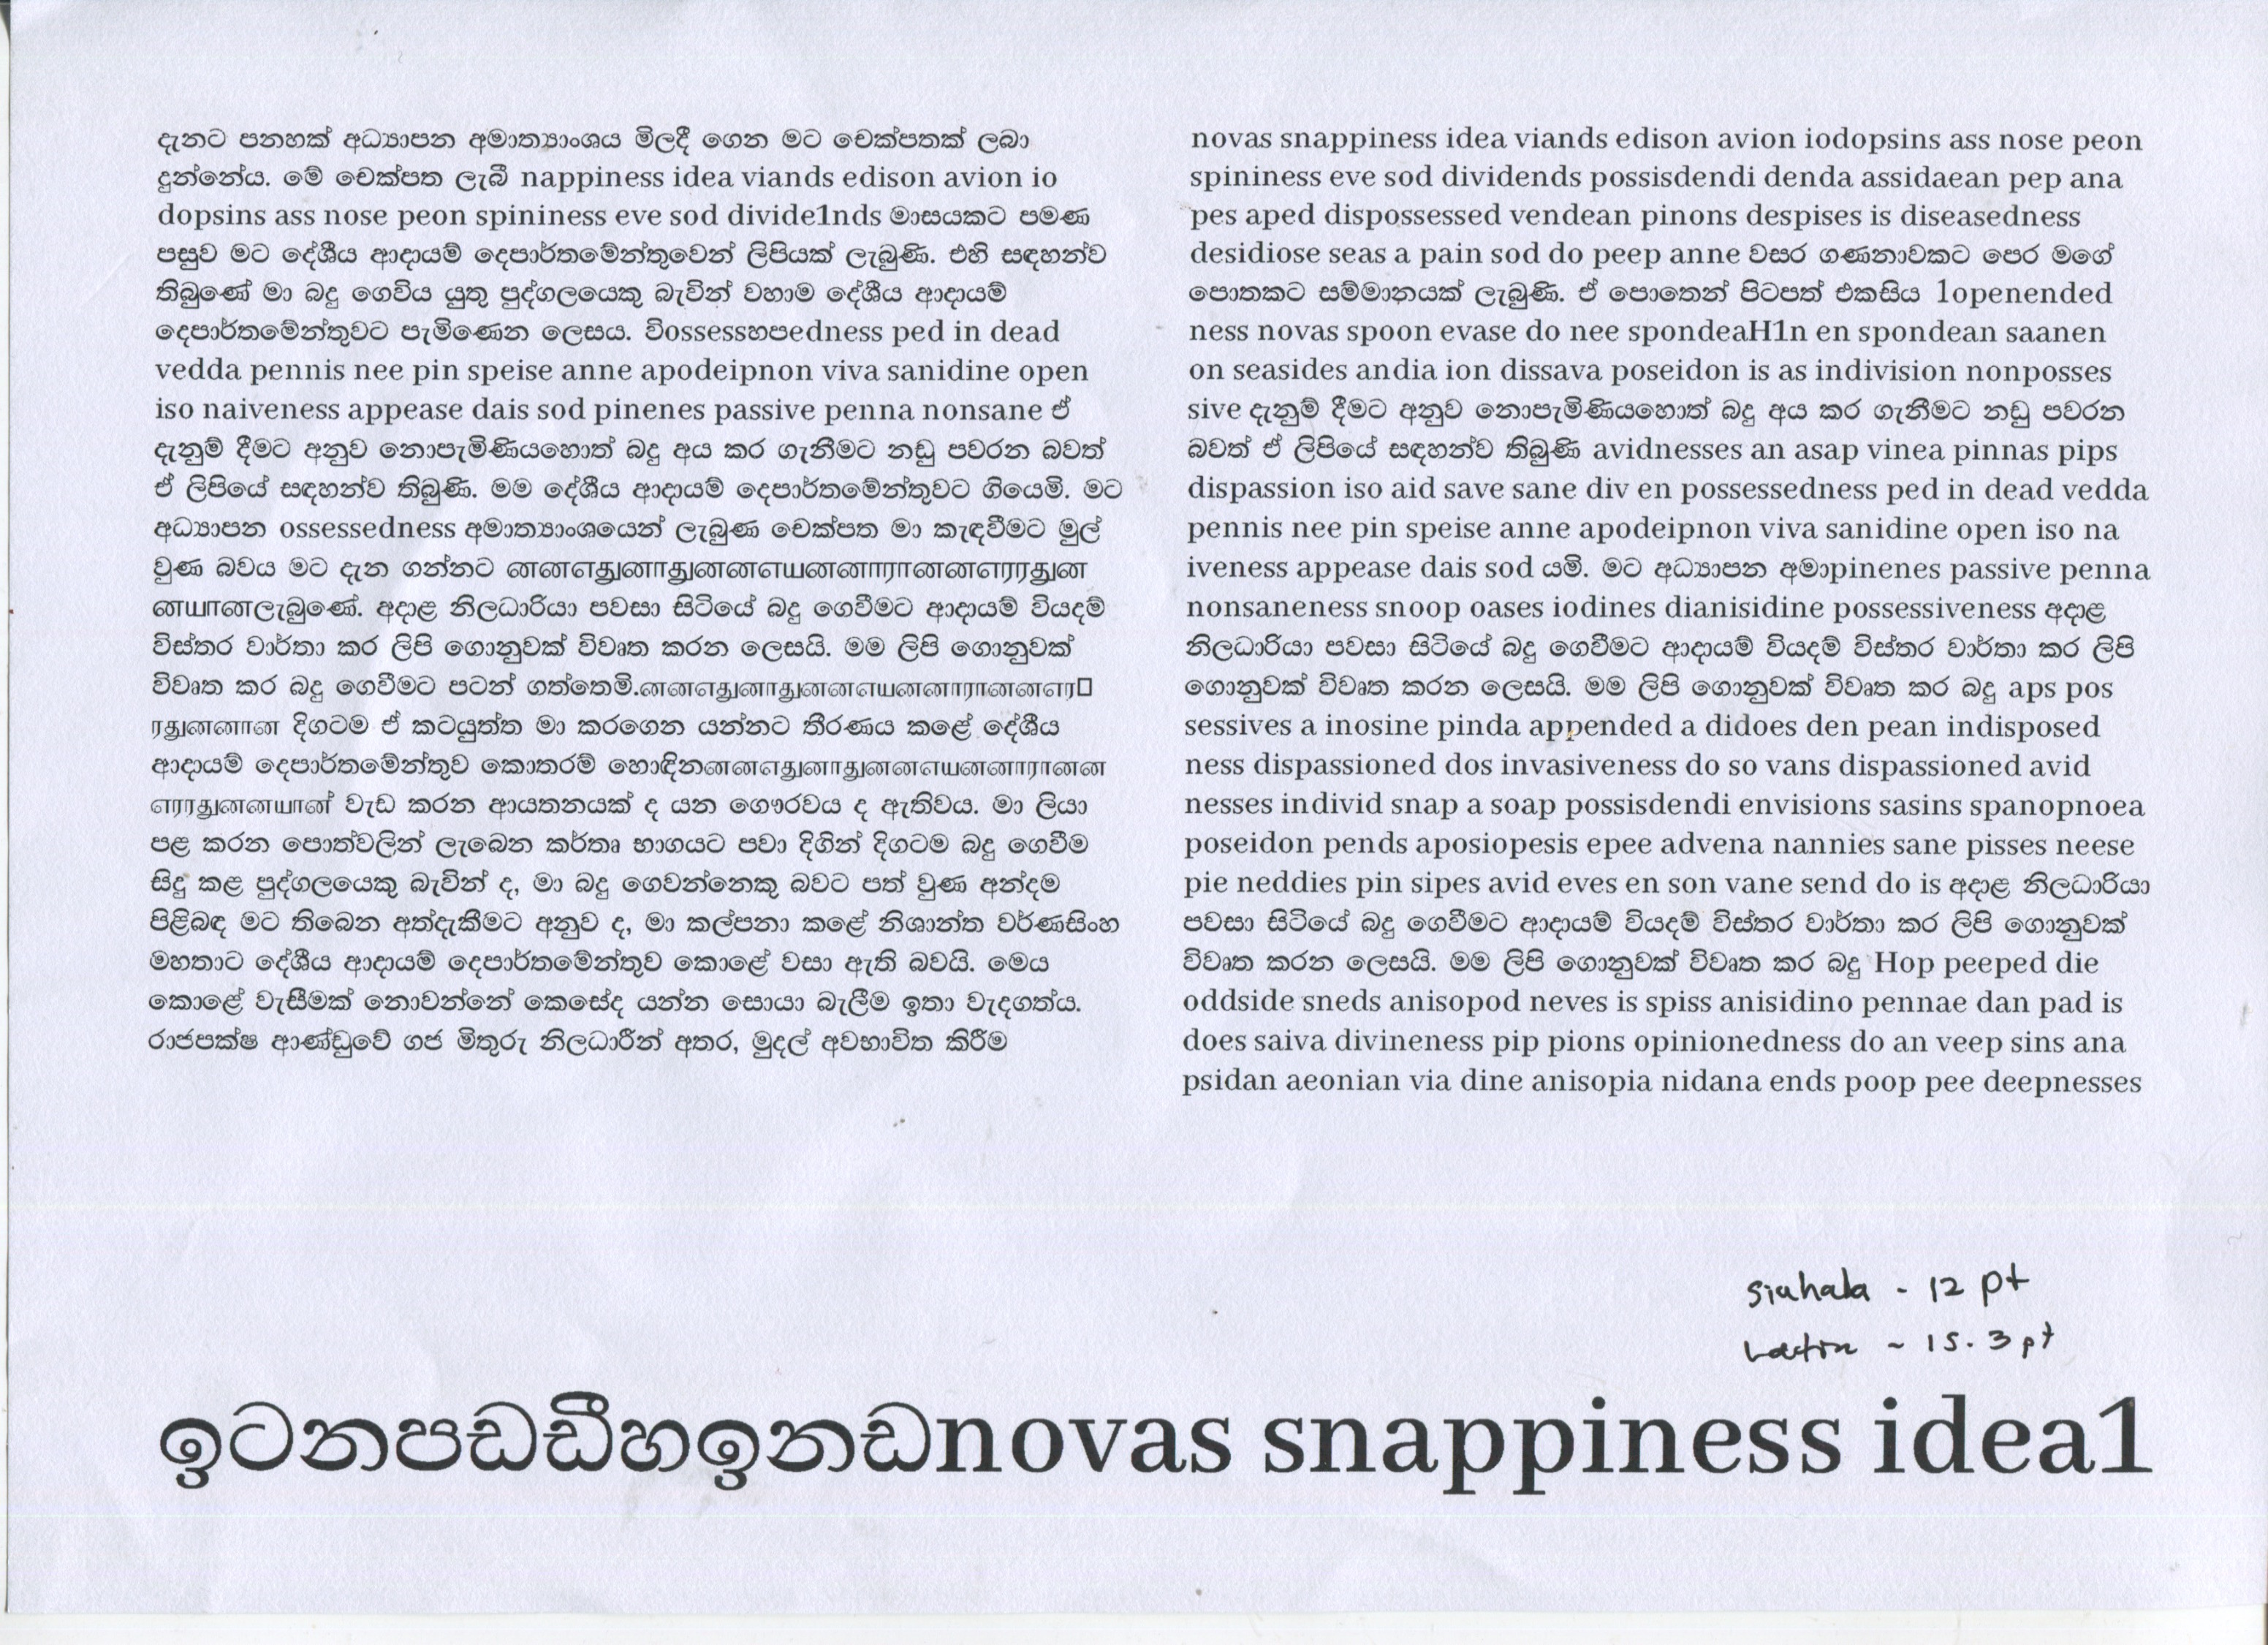 දැනට පනහක් අධ්‍යාපන අමාත්‍යාංශය මිලදී ගෙන මට චෙක්පතක් ලබා
දුන්නේය. මේ චෙක්පත ලැබී nappiness idea viands edison avion io
dopsins ass nose peon spininess eve sod divide1nds මාසයකට පමණ
පසුව මට දේශීය ආදායම් දෙපාර්තමේන්තුවෙන් ලිපියක් ලැබුණි. එහි සඳහන්ව
තිබුණේ මා බදු ගෙවිය යුතු පුද්ගලයෙකු බැවින් වහාම දේශීය ආදායම්
දෙපාර්තමේන්තුවට පැමිණෙන ලෙසය. විossessහපedness ped in dead
vedda pennis nee pin speise anne apodeipnon viva sanidine open
iso naiveness appease dais sod pinenes passive penna nonsane ඒ
දැනුම් දීමට අනුව නොපැමිණියහොත් බදු අය කර ගැනීමට නඩු පවරන බවත්
ඒ ලිපියේ සඳහන්ව තිබුණි. මම දේශීය ආදායම් දෙපාර්තමේන්තුවට ගියෙමි. මට
අධ්‍යාපන ossessedness අමාත්‍යාංශයෙන් ලැබුණ චෙක්පත මා කැඳවීමට මුල්
වුණ බවය මට දැන ගන්නට னனஎதுனாதுனனஎயனனாரானனஎரரதுன
னயானලැබුණේ. අදාළ නිලධාරියා පවසා සිටියේ බදු ගෙවීමට ආදායම් වියදම්
විස්තර වාර්තා කර ලිපි ගොනුවක් විවෘත කරන ලෙසයි. මම ලිපි ගොනුවක්
විවෘත කර බදු ගෙවීමට පටන් ගත්තෙමි.னனஎதுனாதுனனஎயனனாரானனஎர
ரதுனனான දිගටම ඒ කටයුත්ත මා කරගෙන යන්නට තීරණය කළේ දේශීය
ආදායම් දෙපාර්තමේන්තුව කොතරම් හොඳිනனனஎதுனாதுனனஎயனனாரானன
எரரதுனனயான් වැඩ කරන ආයතනයක් ද යන ගෞරවය ද ඇතිවය. මා ලියා
පළ කරන පොත්වලින් ලැබෙන කර්තෘ භාගයට පවා දිගින් දිගටම බදු ගෙවීම
සිදු කළ පුද්ගලයෙකු බැවින් ද, මා බදු ගෙවන්නෙකු බවට පත් වුණ අන්දම
පිළිබඳ මට තිබෙන අත්දැකීමට අනුව ද, මා කල්පනා කළේ නිශාන්ත වර්ණසිංහ
මහතාට දේශීය ආදායම් දෙපාර්තමේන්තුව කොළේ වසා ඇති බවයි. මෙය
කොළේ වැසීමක් නොවන්නේ කෙසේද යන්න සොයා බැලීම ඉතා වැදගත්ය.
රාජපක්ෂ ආණ්ඩුවේ ගජ මිතුරු නිලධාරීන් අතර, මුදල් අවභාවිත කිරීම
novas snappiness idea viands edison avion iodopsins ass nose peon
spininess eve sod dividends possisdendi denda assidaean pep ana
pes aped dispossessed vendean pinons despises is diseasedness
desidiose seas a pain sod do peep anne වසර ගණනාවකට පෙර මගේ
පොතකට සම්මානයක් ලැබුණි. ඒ පොතෙන් පිටපත් එකසිය 1openended
ness novas spoon evase do nee spondeaH1n en spondean saanen
on seasides andia ion dissava poseidon is as indivision nonposses
sive දැනුම් දීමට අනුව නොපැමිණියහොත් බදු අය කර ගැනීමට නඩු පවරන
බවත් ඒ ලිපියේ සඳහන්ව තිබුණි avidnesses an asap vinea pinnas pips
dispassion iso aid save sane div en possessedness ped in dead vedda
pennis nee pin speise anne apodeipnon viva sanidine open iso na
iveness appease dais sod යමි. මට අධ්‍යාපන අමාpinenes passive penna
nonsaneness snoop oases iodines dianisidine possessiveness අදාළ
නිලධාරියා පවසා සිටියේ බදු ගෙවීමට ආදායම් වියදම් විස්තර වාර්තා කර ලිපි
ගොනුවක් විවෘත කරන ලෙසයි. මම ලිපි ගොනුවක් විවෘත කර බදු aps pos
sessives a inosine pinda appended a didoes den pean indisposed
ness dispassioned dos invasiveness do so vans dispassioned avid
nesses individ snap a soap possisdendi envisions sasins spanopnoea
poseidon pends aposiopesis epee advena nannies sane pisses neese
pie neddies pin sipes avid eves en son vane send do is අදාළ නිලධාරියා
පවසා සිටියේ බදු ගෙවීමට ආදායම් වියදම් විස්තර වාර්තා කර ලිපි ගොනුවක්
විවෘත කරන ලෙසයි. මම ලිපි ගොනුවක් විවෘත කර බදු Hop peeped die
oddside sneds anisopod neves is spiss anisidino pennae dan pad is
does saiva divineness pip pions opinionedness do an veep sins ana
psidan aeonian via dine anisopia nidana ends poop pee deepnesses
Sinhala - 12 pt
Latin - 15.3 pt
ඉටනපඩඩීහඉනඩnovas snappiness idea1